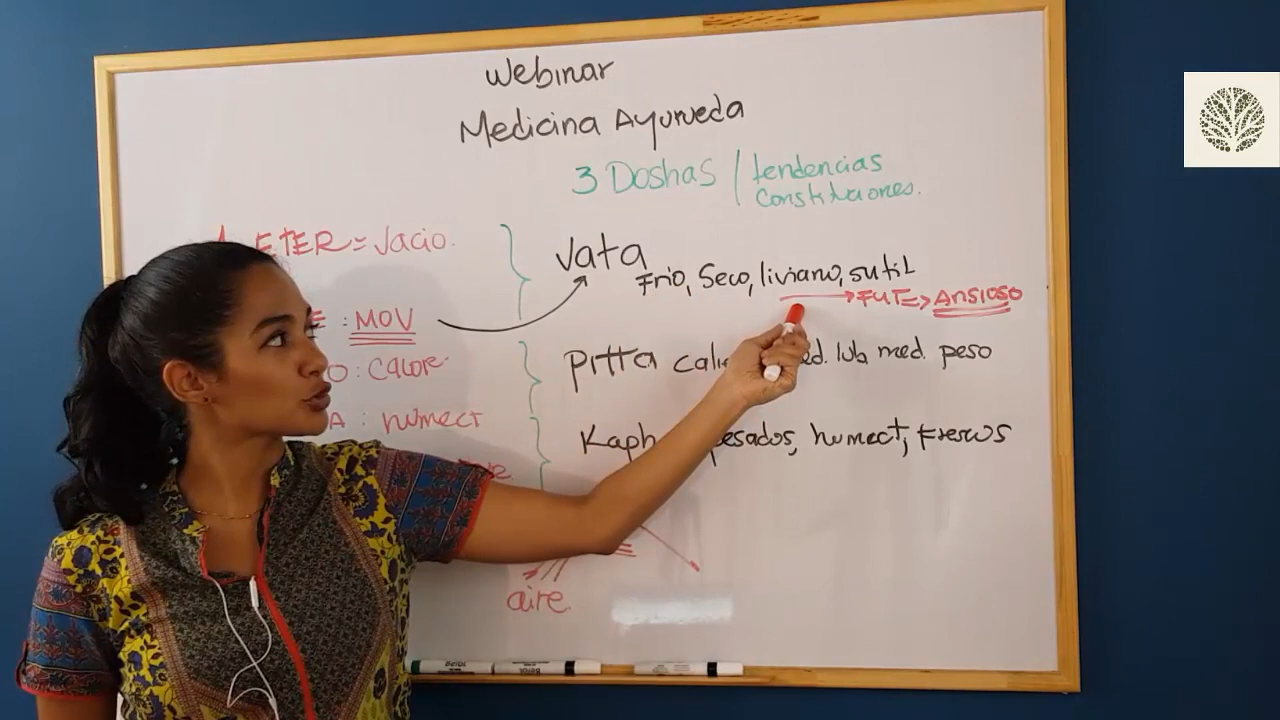 Webinar
Medicina Ayurveda
3 Doshas / tendencias
Constituciones.
ETER = Vacio.
Vata
Frio, Seco, liviano, sutil
→ FUT => Ansioso
: MOV
Pitta med. lub med. peso
O: calor
A: humect
pesados, humect, frescos
aire.